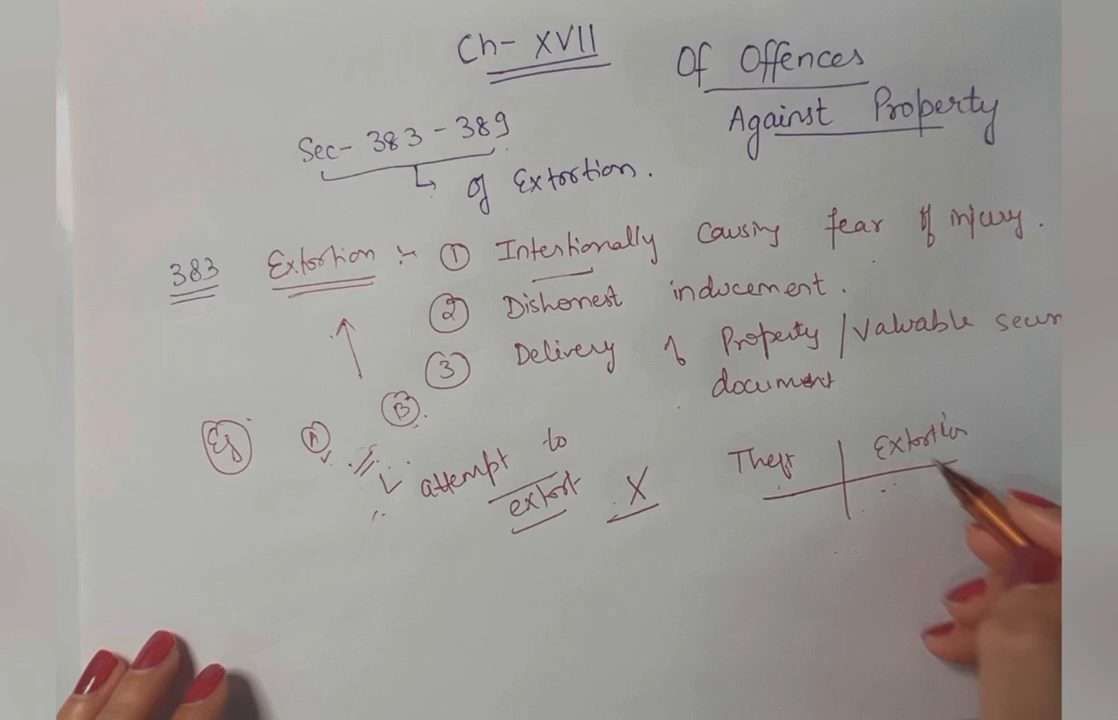 Ch- XVII
Of Offences
Against Property
Sec- 383 - 389
of Extortion.
383 Extortion :- ① Intentionally causing fear of injury.
② Dishonest inducement.
③ Delivery of Property / Valuable secur
document
Eg A B
attempt to
extort X
Theft Extortion